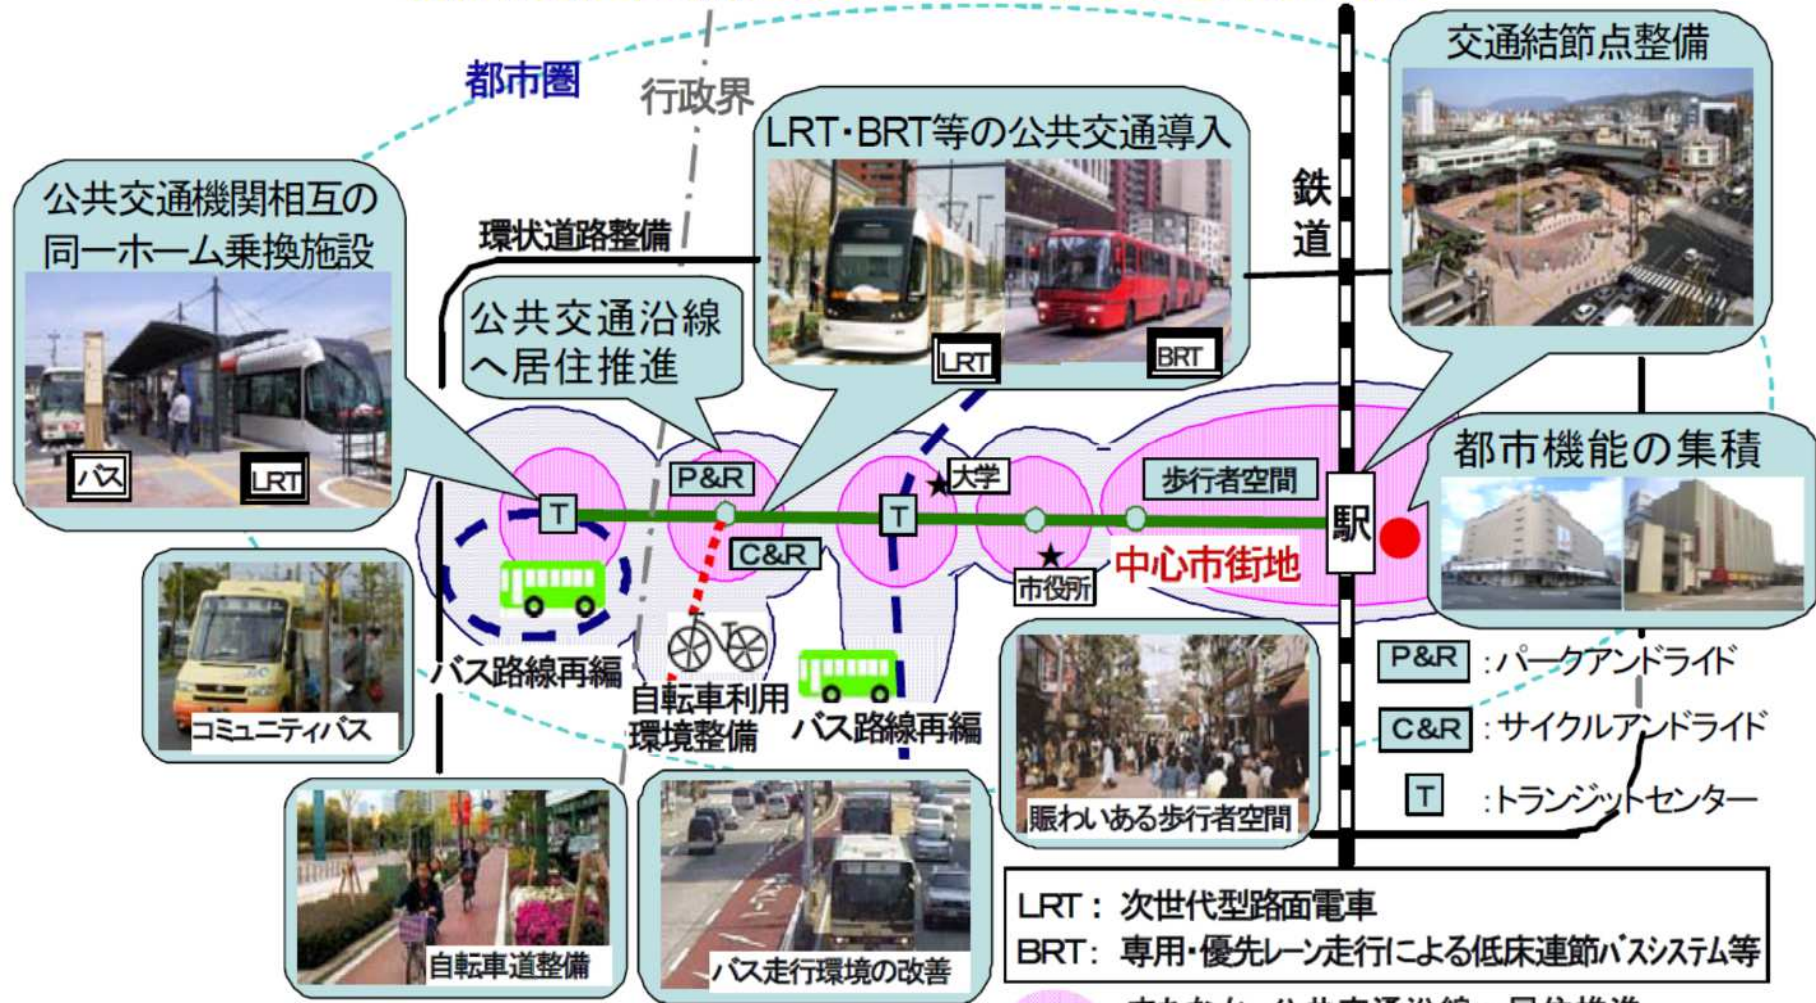 都市圏
行政界
交通結節点整備
LRT・BRT等の公共交通導入
LRT
BRT
鉄
道
公共交通機関相互の
同一ホーム乗換施設
バス
LRT
環状道路整備
公共交通沿線
へ居住推進
都市機能の集積
P&R
大学
歩行者空間
T
T
駅
C&R
市役所
中心市街地
コミュニティバス
バス路線再編
自転車利用
環境整備
バス路線再編
賑わいある歩行者空間
P&R :パークアンドライド
C&R :サイクルアンドライド
T :トランジットセンター
自転車道整備
バス走行環境の改善
LRT: 次世代型路面電車
BRT: 専用・優先レーン走行による低床連節バスシステム等